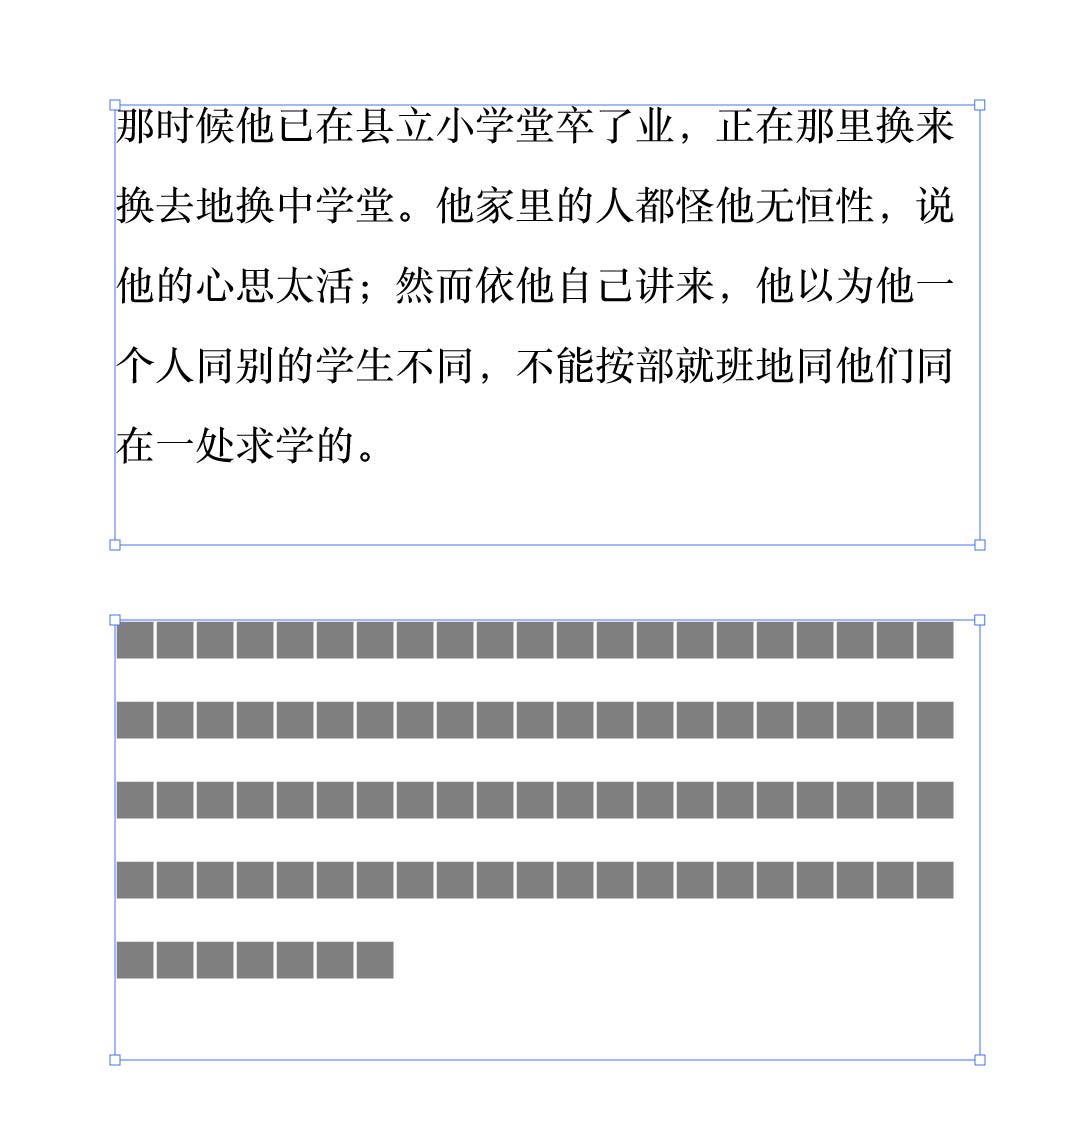 那时候他已在县立小学堂卒了业，正在那里换来
换去地换中学堂。他家里的人都怪他无恒性，说
他的心思太活；然而依他自己讲来，他以为他一
个人同别的学生不同，不能按部就班地同他们同
在一处求学的。